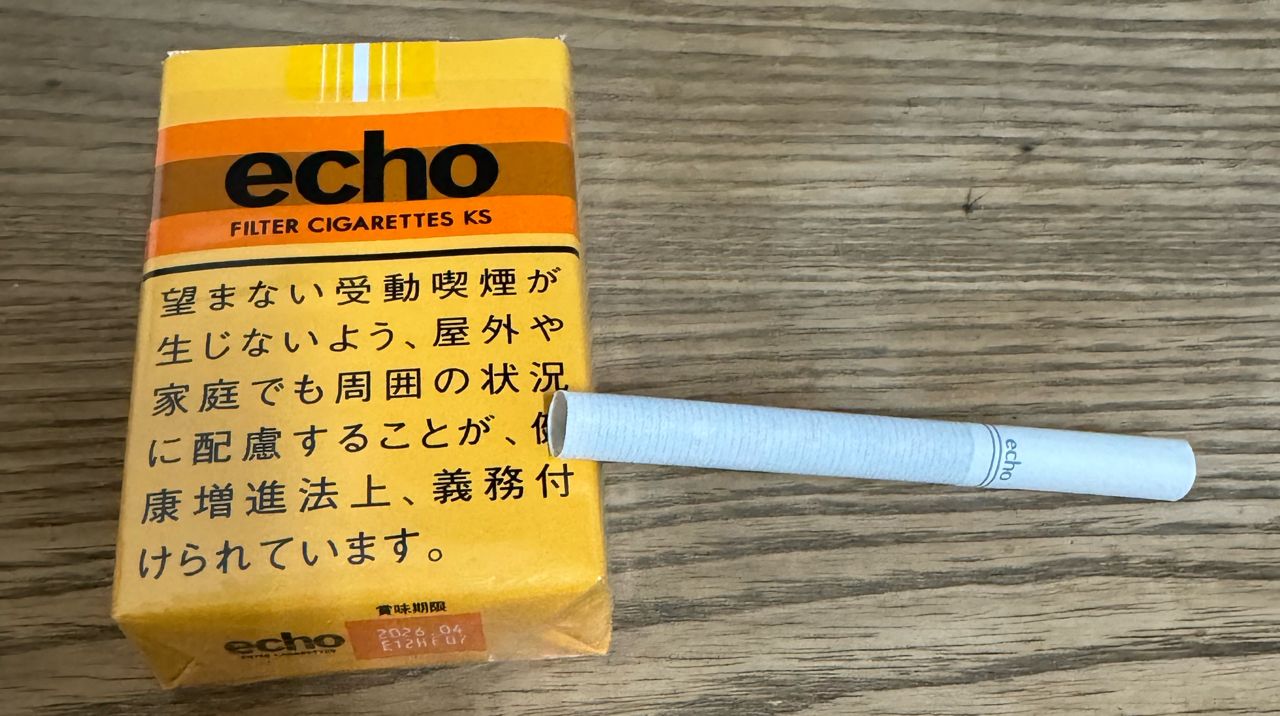 echo
FILTER CIGARETTES KS
望まない受動喫煙が
生じないよう、屋外や
家庭でも周囲の状況
に配慮することが、健
康増進法上、義務付
けられています。
echo
FILTER CIGARETTES
賞味期限
2026.04
echo